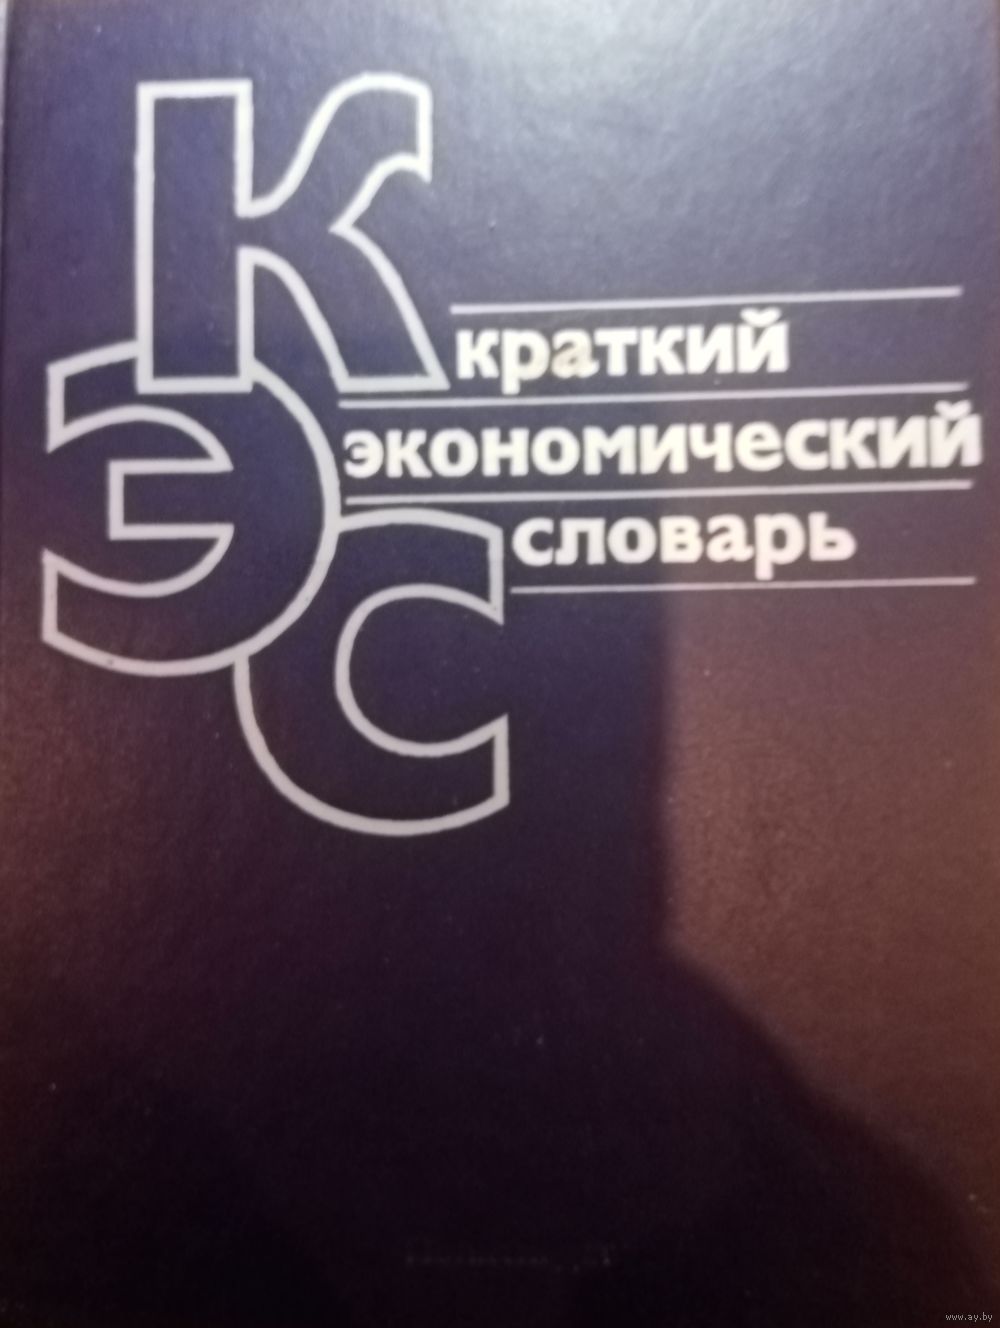 К
Э
С
краткий
экономический
словарь
www.ay.by